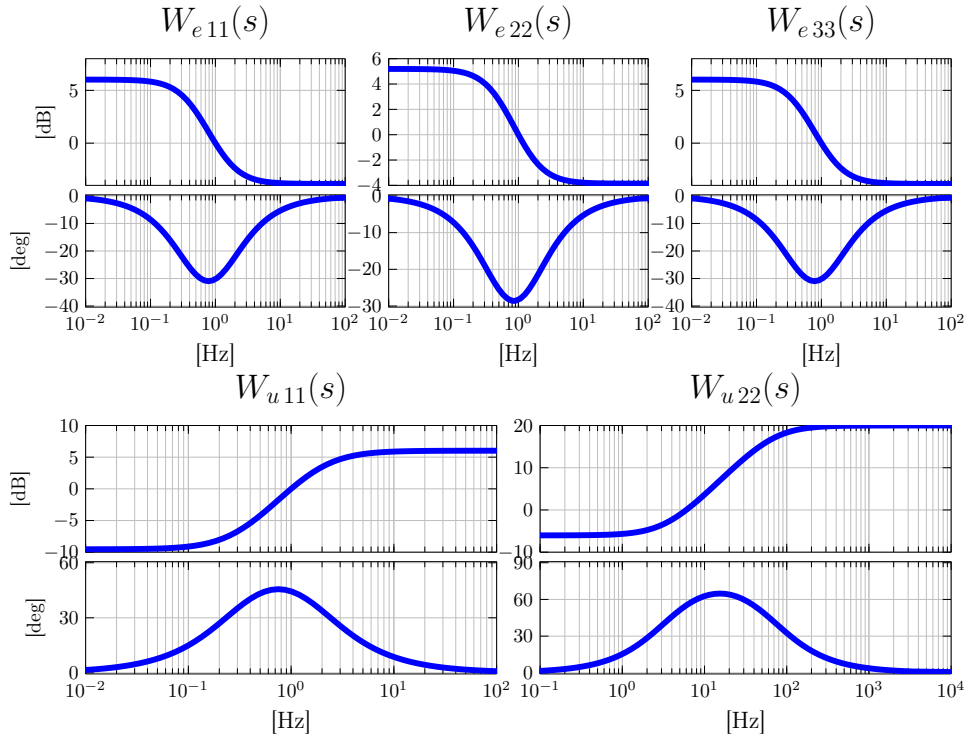 W_{e 11}(s) W_{e 22}(s) W_{e 33}(s)
[dB] 5 0
6 4 2 0 −2 −4
5 0
[deg] 0 −10 −20 −30 −40
0 −10 −20 −30
0 −10 −20 −30 −40
10^{−2} 10^{−1} 10^{0} 10^{1} 10^{2}
10^{−2} 10^{−1} 10^{0} 10^{1} 10^{2}
10^{−2} 10^{−1} 10^{0} 10^{1} 10^{2}
[Hz] [Hz] [Hz]
W_{u 11}(s) W_{u 22}(s)
[dB] 10 5 0 −5 −10
[dB] 20 10 0 −10
[deg] 60 30 0
[deg] 90 60 30 0
10^{−2} 10^{−1} 10^{0} 10^{1} 10^{2}
10^{−1} 10^{0} 10^{1} 10^{2} 10^{3} 10^{4}
[Hz] [Hz]